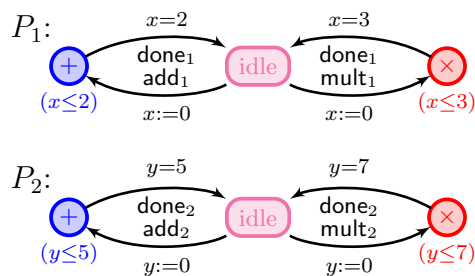 P₁:
x=2 x=3
done₁ done₁
+ idle ×
add₁ mult₁
(x≤2) (x≤3)
x:=0 x:=0
P₂:
y=5 y=7
done₂ done₂
+ idle ×
add₂ mult₂
(y≤5) (y≤7)
y:=0 y:=0